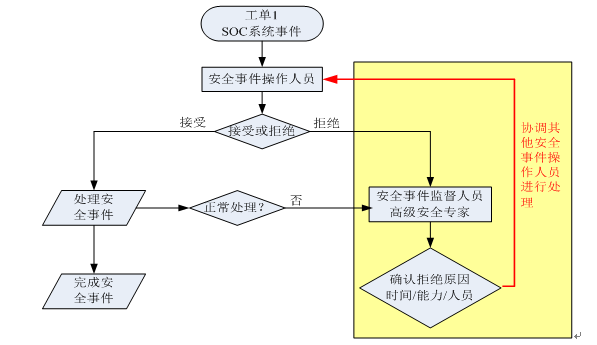 工单1
SOC系统事件
安全事件操作人员
接受
接受或拒绝
拒绝
协调其
他安全
事件操
作人员
进行处
理
处理安
全事件
正常处理？
否
安全事件监督人员
高级安全专家
完成安
全事件
确认拒绝原因
时间/能力/人员